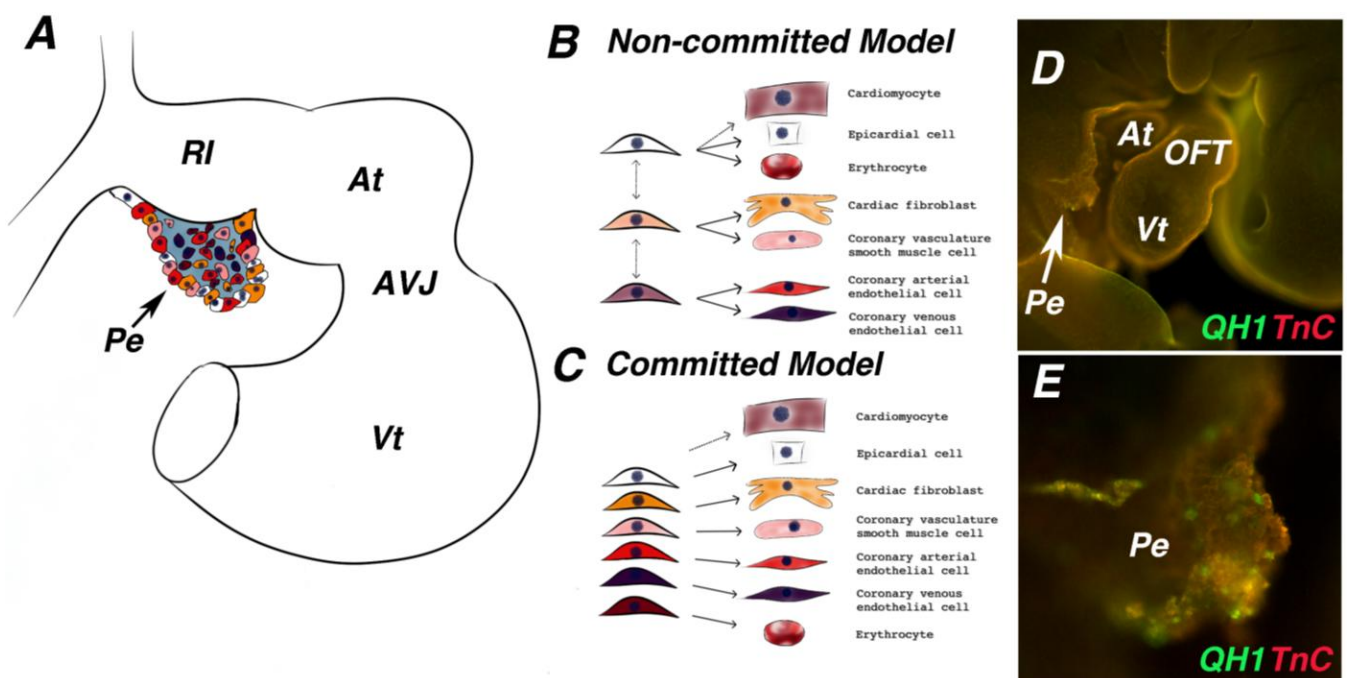 A
RI
At
AVJ
Pe
Vt
B Non-committed Model
Cardiomyocyte
Epicardial cell
Erythrocyte
Cardiac fibroblast
Coronary vasculature
smooth muscle cell
Coronary arterial
endothelial cell
Coronary venous
endothelial cell
C Committed Model
Cardiomyocyte
Epicardial cell
Cardiac fibroblast
Coronary vasculature
smooth muscle cell
Coronary arterial
endothelial cell
Coronary venous
endothelial cell
Erythrocyte
D
At
OFT
Vt
Pe
QH1 TnC
E
Pe
QH1 TnC